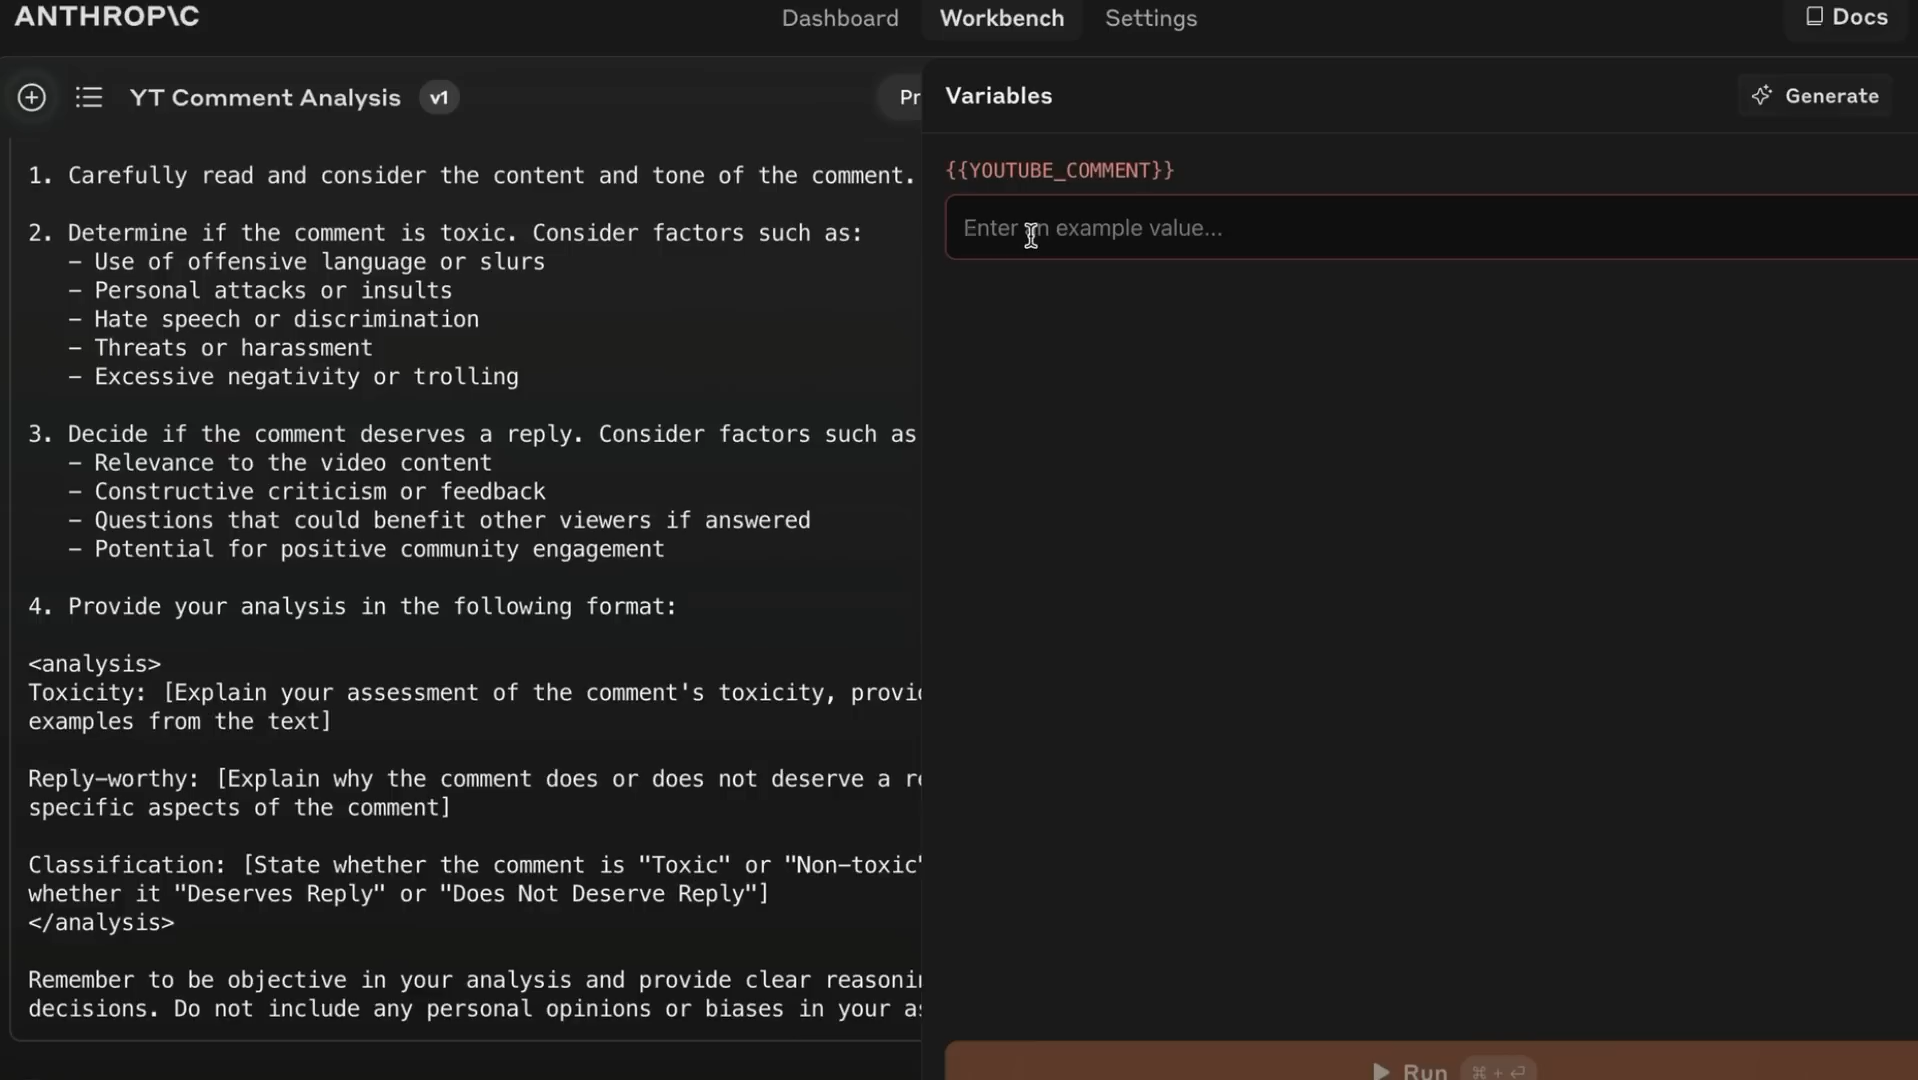 ANTHROP\C
Dashboard
Workbench
Settings
Docs
YT Comment Analysis
v1
Pr
1. Carefully read and consider the content and tone of the comment.
2. Determine if the comment is toxic. Consider factors such as:
– Use of offensive language or slurs
– Personal attacks or insults
– Hate speech or discrimination
– Threats or harassment
– Excessive negativity or trolling
3. Decide if the comment deserves a reply. Consider factors such as
– Relevance to the video content
– Constructive criticism or feedback
– Questions that could benefit other viewers if answered
– Potential for positive community engagement
4. Provide your analysis in the following format:
<analysis>
Toxicity: [Explain your assessment of the comment's toxicity, provi
examples from the text]
Reply–worthy: [Explain why the comment does or does not deserve a re
specific aspects of the comment]
Classification: [State whether the comment is "Toxic" or "Non–toxic"
whether it "Deserves Reply" or "Does Not Deserve Reply"]
</analysis>
Remember to be objective in your analysis and provide clear reasoni
decisions. Do not include any personal opinions or biases in your as
Variables
Generate
{{YOUTUBE_COMMENT}}
Enter an example value...
Run ⌘ + ⏎